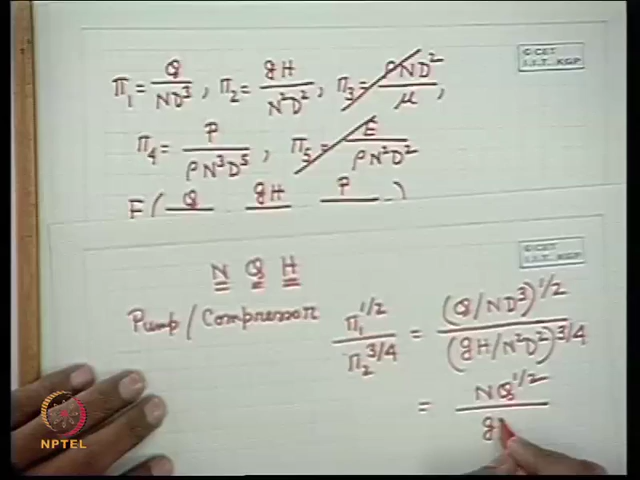 © CET
I.I.T. KGP
π₁ = Q / ND³ , π₂ = gH / N²D² , π₃ = ρND² / μ ,
π₄ = P / ρN³D⁵ , π₅ = E / ρN²D²
F ( Q gH P )
© CET
I.I.T. KGP
N Q H
Pump / Compressor π₁^1/2 / π₂^3/4 = (Q/ND³)^1/2 / (gH/N²D²)^3/4
= NQ^1/2 / g
NPTEL